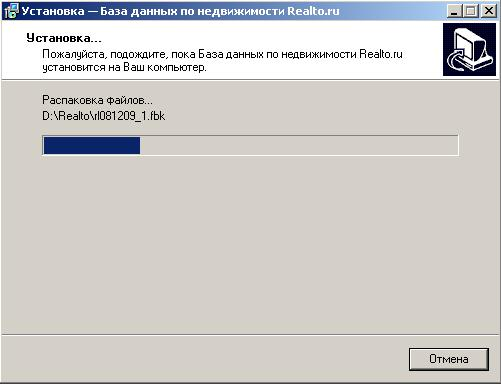 Установка — База данных по недвижимости Realto.ru
Установка...
Пожалуйста, подождите, пока База данных по недвижимости Realto.ru
установится на Ваш компьютер.
Распаковка файлов...
D:\Realto\rl081209_1.fbk
Отмена